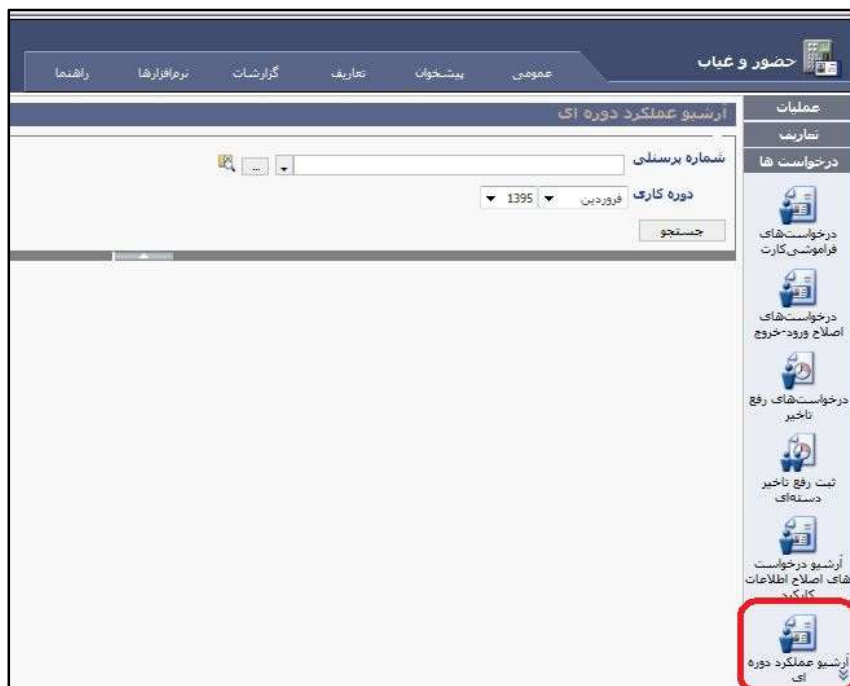 حضور و غیاب
عمومی پیشخوان تعاریف گزارشات نرم‌افزارها راهنما
عملیات
تعاریف
درخواست ها
درخواست‌های
فراموشی‌کارت
درخواست‌های
اصلاح ورود-خروج
درخواست‌های رفع
تاخیر
ثبت رفع تاخیر
دسته‌ای
آرشیو درخواست
های اصلاح اطلاعات
کارکرد
آرشیو عملکرد دوره
ای
آرشیو عملکرد دوره ای
شماره پرسنلی ...
دوره کاری فروردین 1395
جستجو